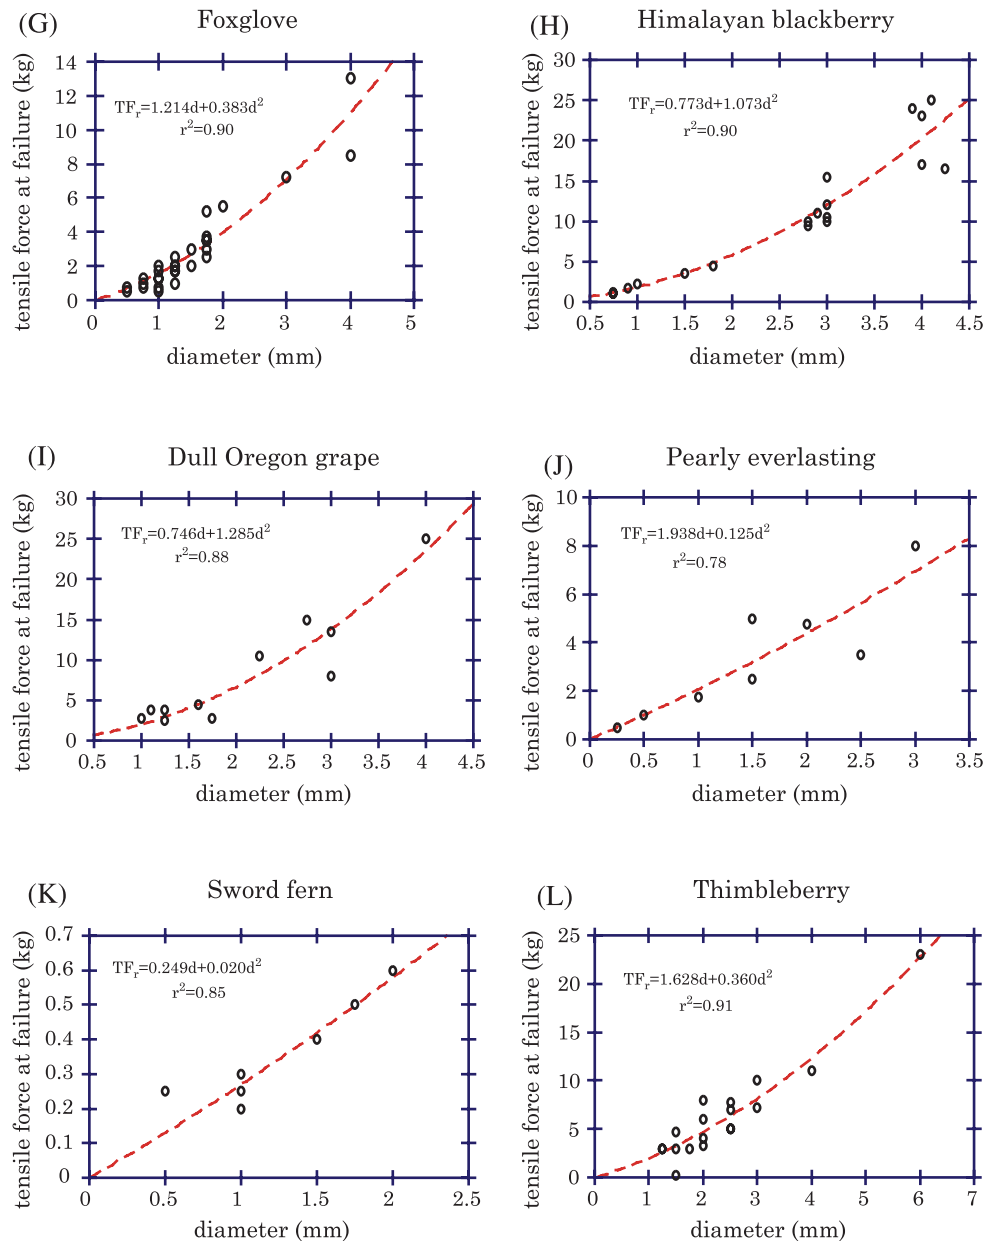 (G)
Foxglove
tensile force at failure (kg)
14
12
10
8
6
4
2
0
TFr=1.214d+0.383d²
r²=0.90
0 1 2 3 4 5
diameter (mm)
(H)
Himalayan blackberry
tensile force at failure (kg)
30
25
20
15
10
5
0
TFr=0.773d+1.073d²
r²=0.90
0.5 1 1.5 2 2.5 3 3.5 4 4.5
diameter (mm)
(I)
Dull Oregon grape
tensile force at failure (kg)
30
25
20
15
10
5
0
TFr=0.746d+1.285d²
r²=0.88
0.5 1 1.5 2 2.5 3 3.5 4 4.5
diameter (mm)
(J)
Pearly everlasting
tensile force at failure (kg)
10
8
6
4
2
0
TFr=1.938d+0.125d²
r²=0.78
0 0.5 1 1.5 2 2.5 3 3.5
diameter (mm)
(K)
Sword fern
tensile force at failure (kg)
0.7
0.6
0.5
0.4
0.3
0.2
0.1
0
TFr=0.249d+0.020d²
r²=0.85
0 0.5 1 1.5 2 2.5
diameter (mm)
(L)
Thimbleberry
tensile force at failure (kg)
25
20
15
10
5
0
TFr=1.628d+0.360d²
r²=0.91
0 1 2 3 4 5 6 7
diameter (mm)